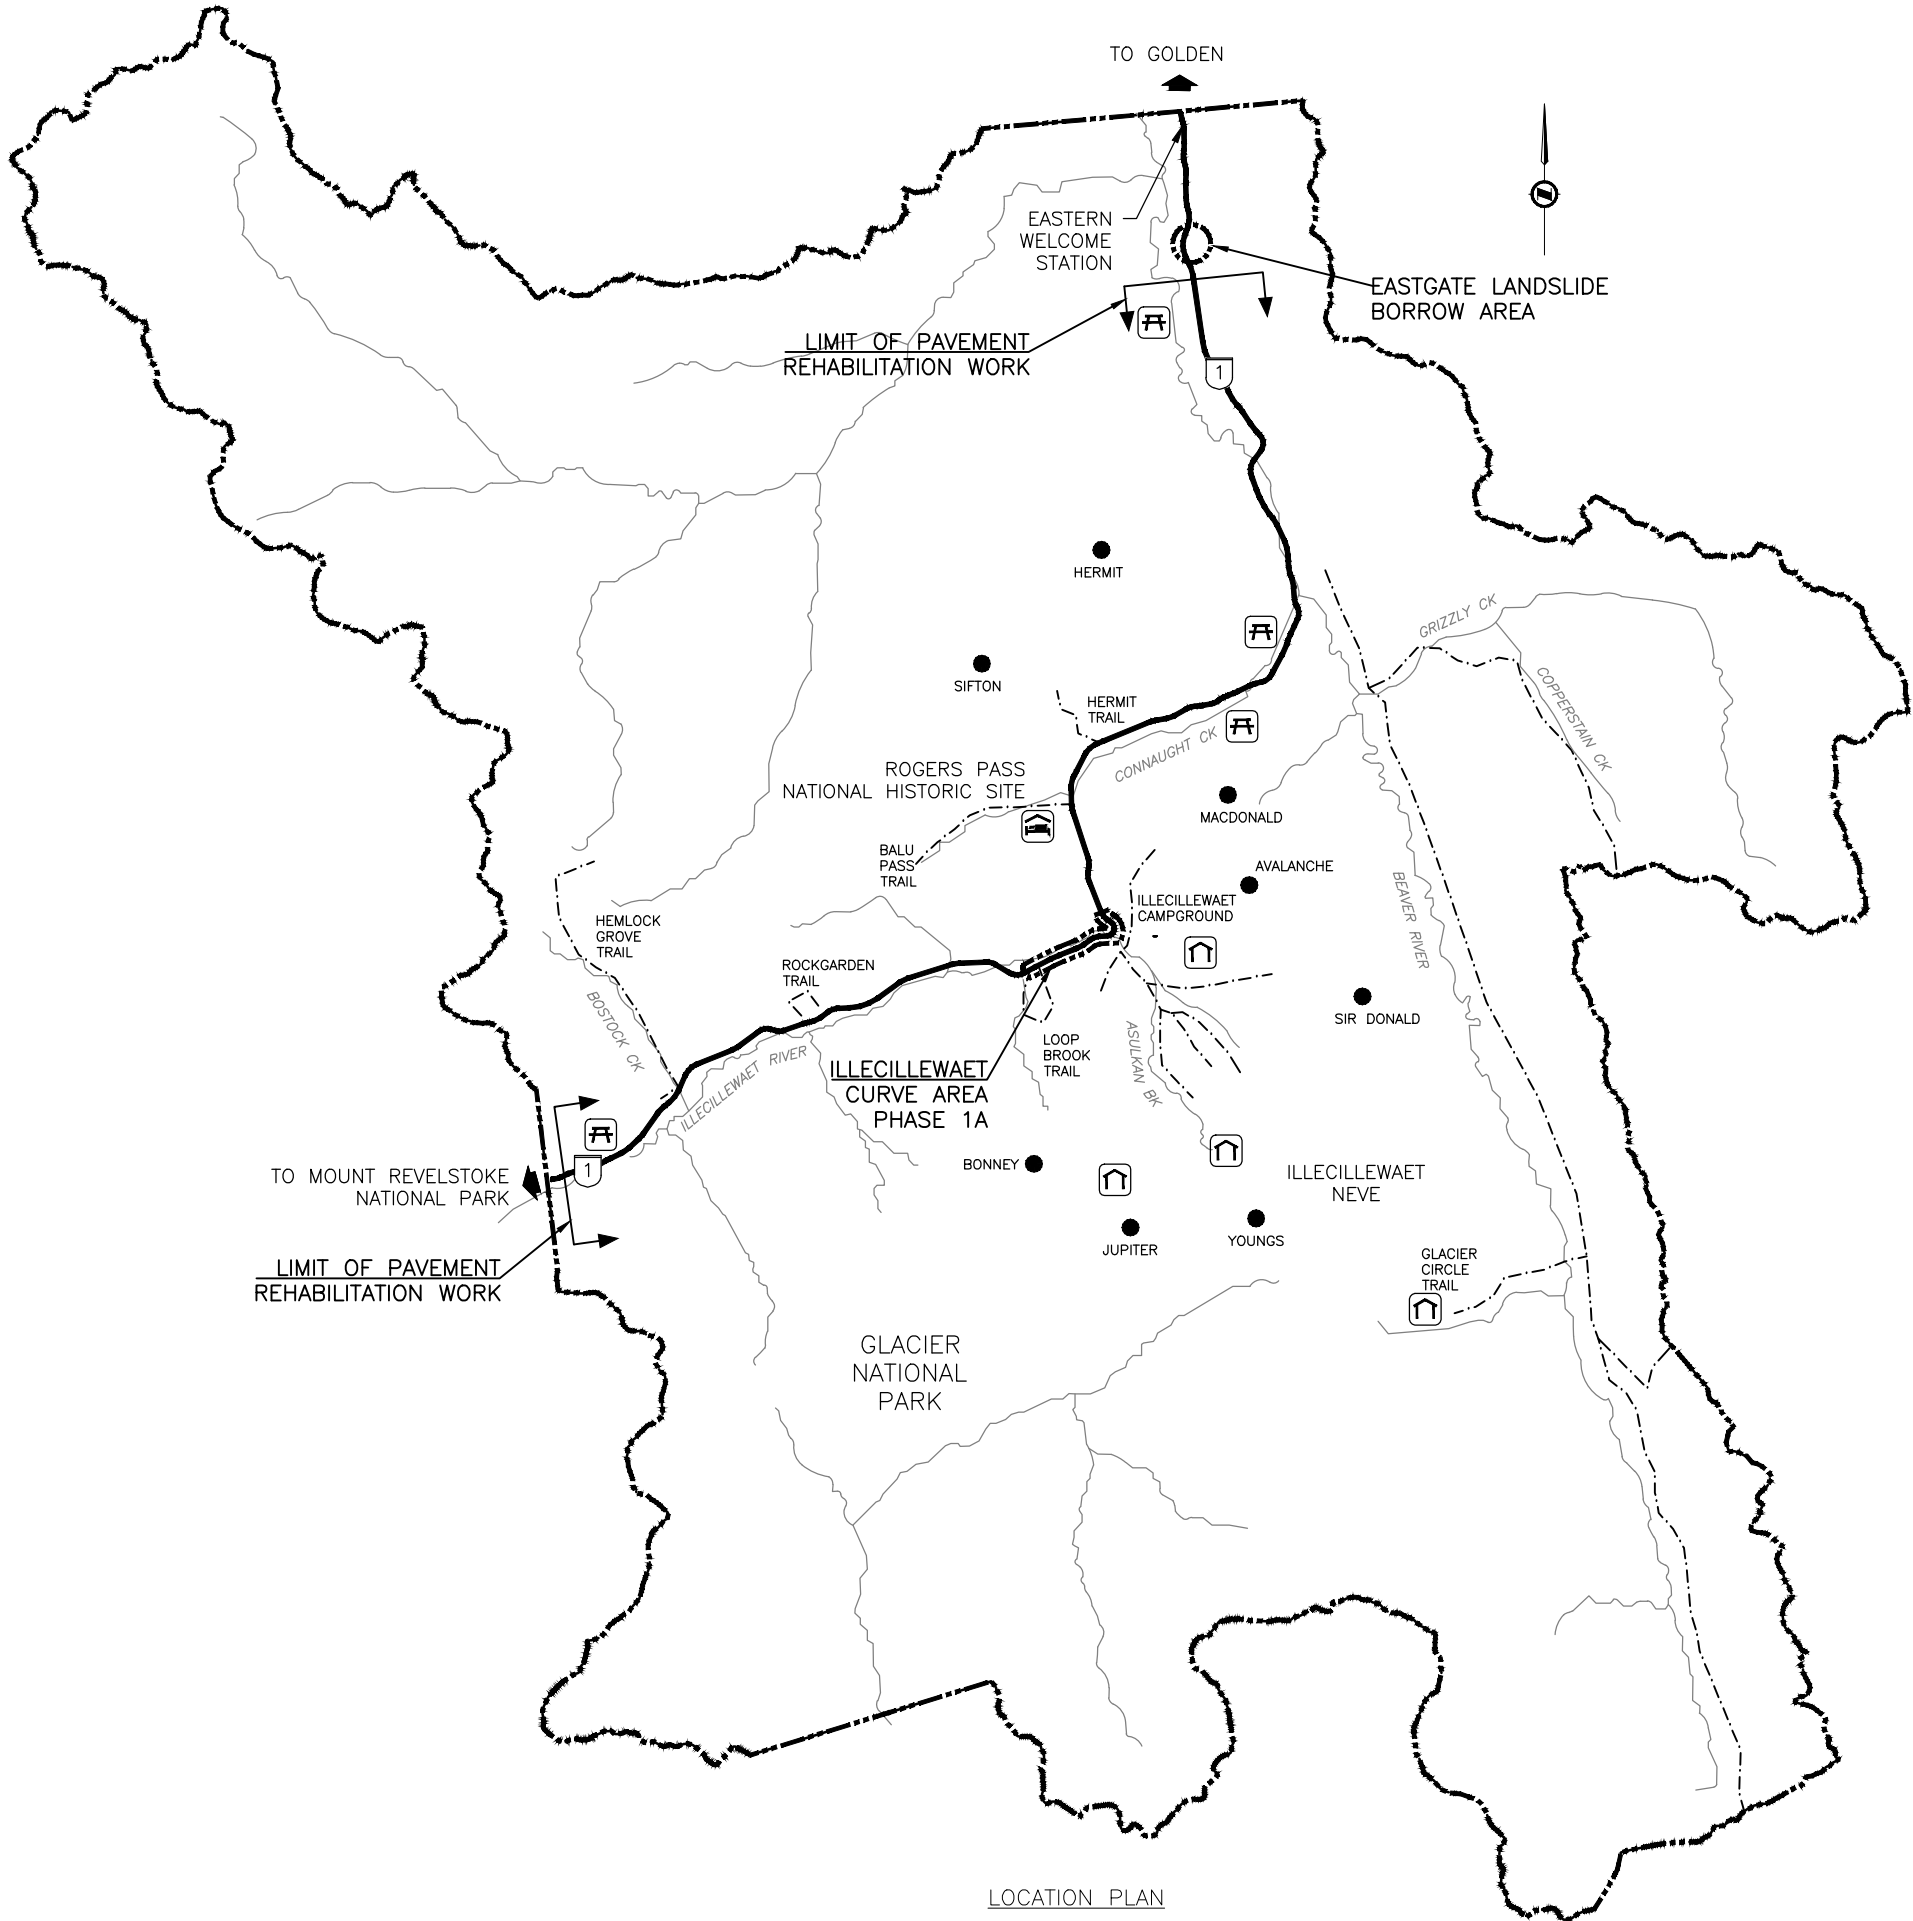 TO GOLDEN
EASTERN
WELCOME
STATION
EASTGATE LANDSLIDE
BORROW AREA
LIMIT OF PAVEMENT
REHABILITATION WORK
1
HERMIT
GRIZZLY CK
COPPERSTAIN CK
SIFTON
HERMIT
TRAIL
CONNAUGHT CK
ROGERS PASS
NATIONAL HISTORIC SITE
MACDONALD
BALU
PASS
TRAIL
AVALANCHE
BEAVER RIVER
ILLECILLEWAET
CAMPGROUND
HEMLOCK
GROVE
TRAIL
ROCKGARDEN
TRAIL
BOSTOCK CK
SIR DONALD
LOOP
BROOK
TRAIL
ASULKAN BK
ILLECILLEWAET RIVER
ILLECILLEWAET
CURVE AREA
PHASE 1A
BONNEY
1
TO MOUNT REVELSTOKE
NATIONAL PARK
ILLECILLEWAET
NEVE
JUPITER
YOUNGS
LIMIT OF PAVEMENT
REHABILITATION WORK
GLACIER
CIRCLE
TRAIL
GLACIER
NATIONAL
PARK
LOCATION PLAN